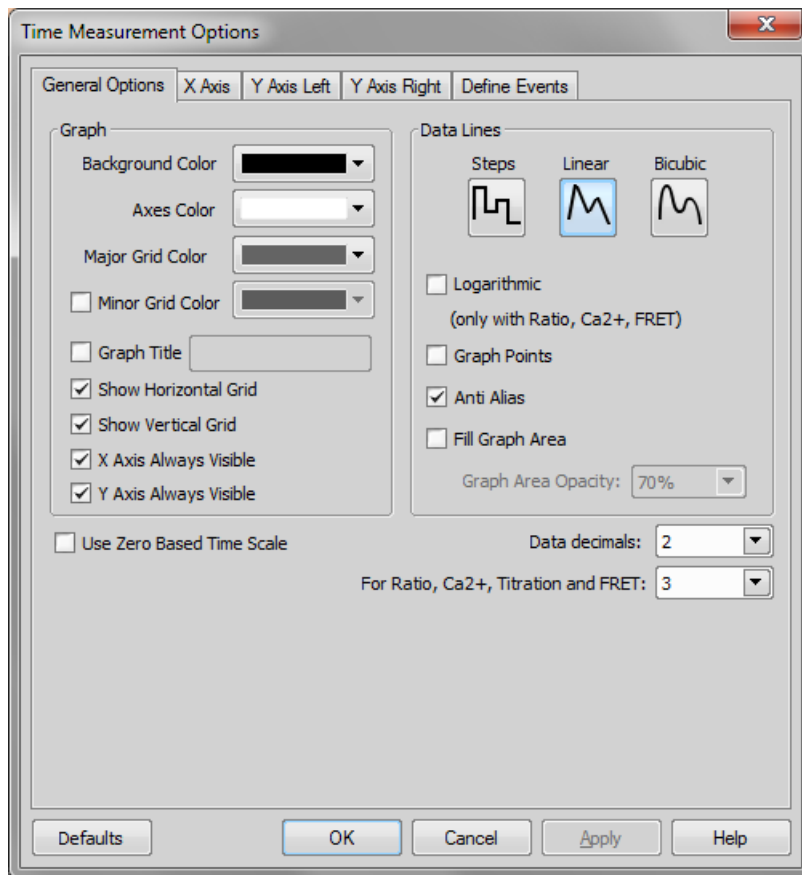 Time Measurement Options
General Options X Axis Y Axis Left Y Axis Right Define Events
Graph
Background Color
Axes Color
Major Grid Color
Minor Grid Color
Graph Title
Show Horizontal Grid
Show Vertical Grid
X Axis Always Visible
Y Axis Always Visible
Data Lines
Steps Linear Bicubic
Logarithmic
(only with Ratio, Ca2+, FRET)
Graph Points
Anti Alias
Fill Graph Area
Graph Area Opacity: 70%
Use Zero Based Time Scale
Data decimals: 2
For Ratio, Ca2+, Titration and FRET: 3
Defaults OK Cancel Apply Help